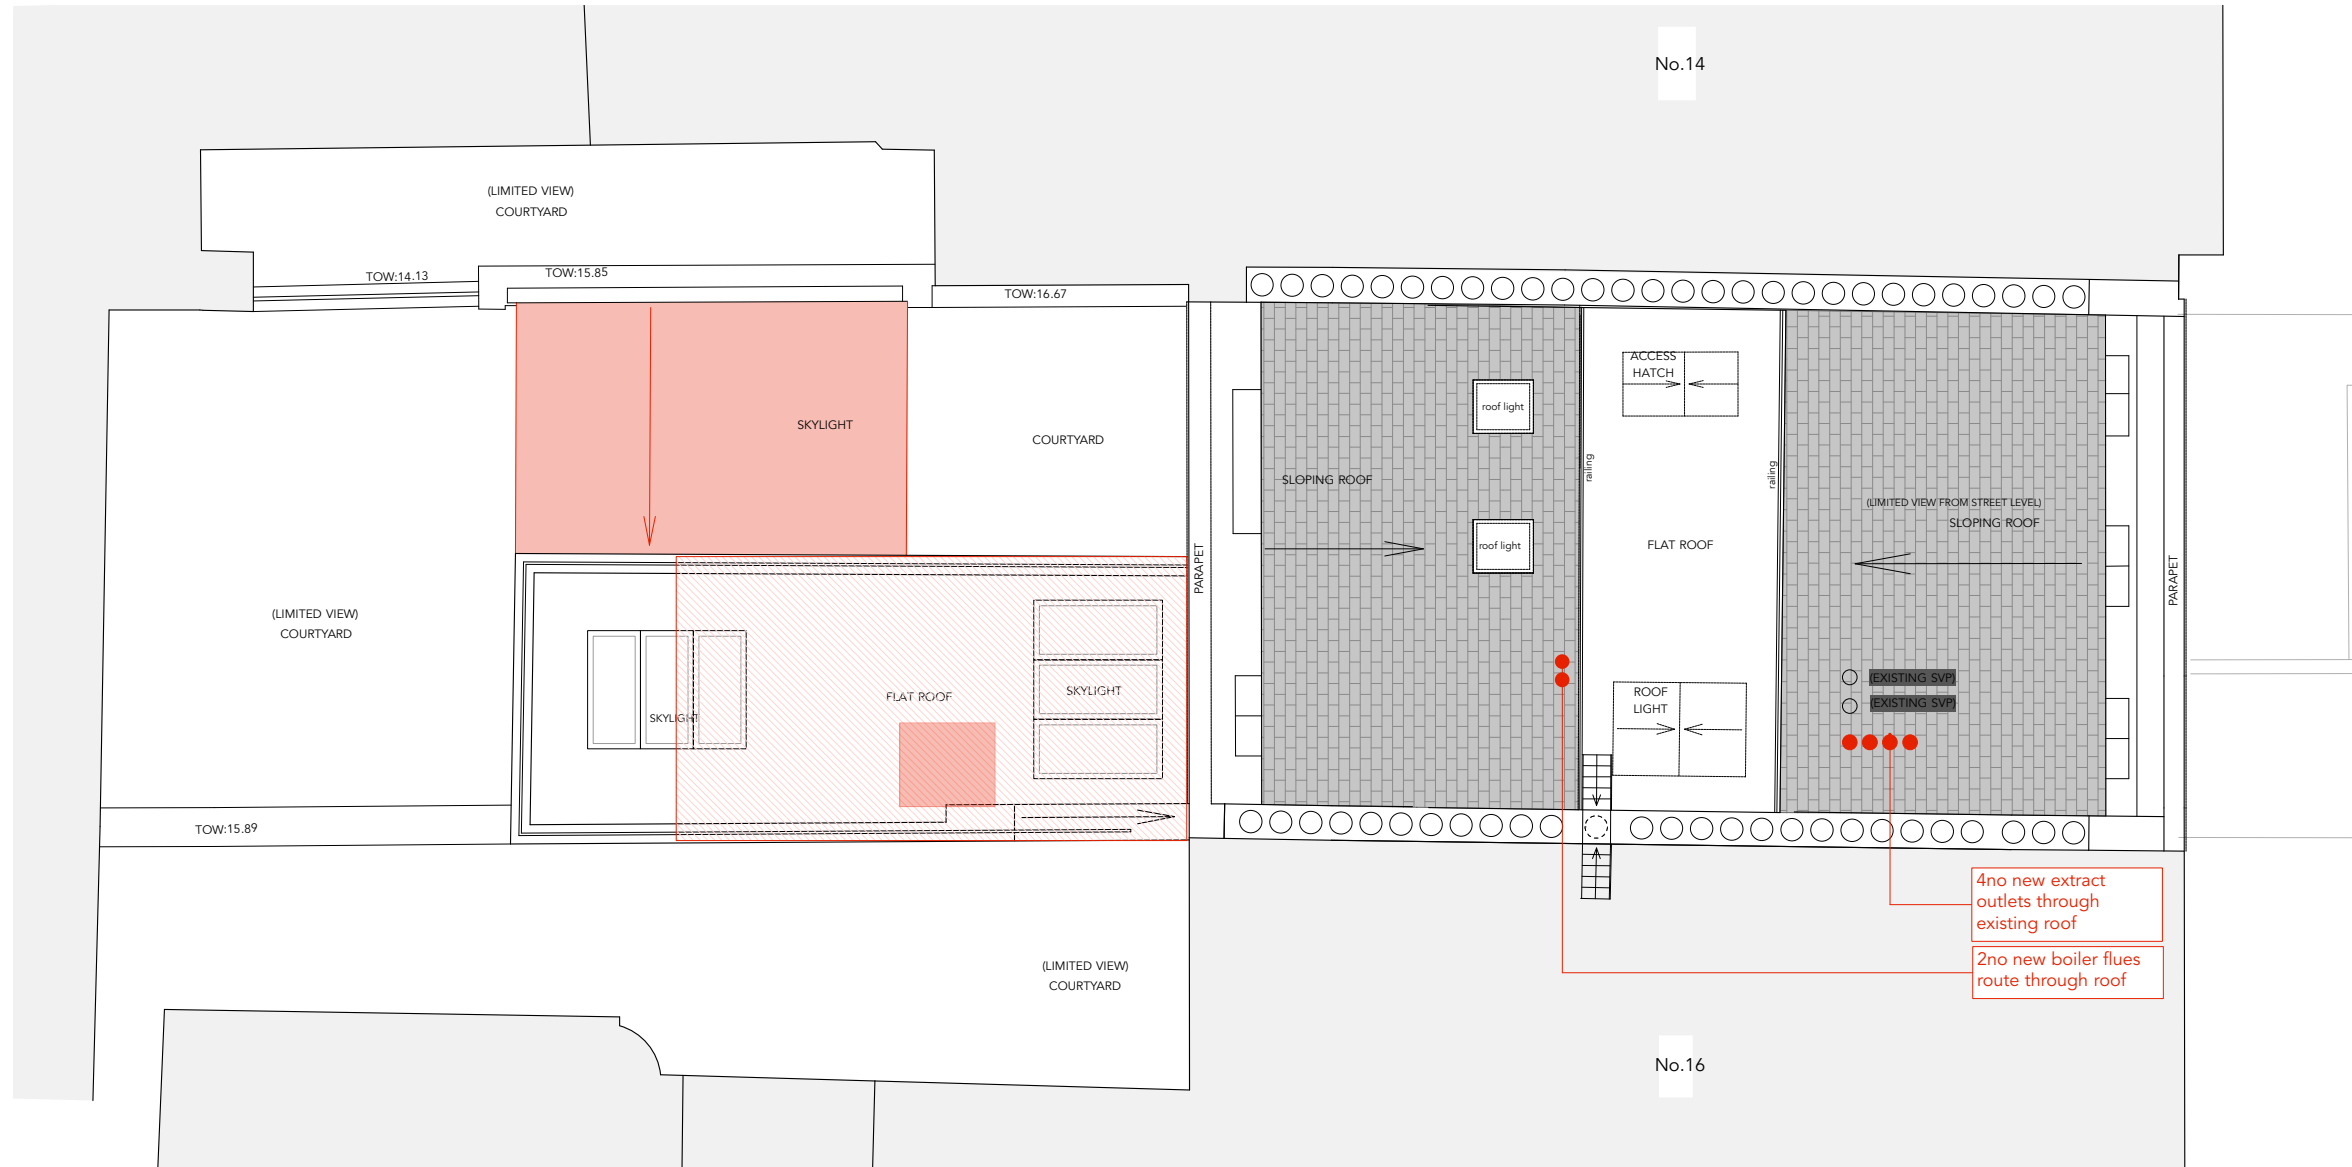 No.14
(LIMITED VIEW)
COURTYARD
TOW:14.13
TOW:15.85
TOW:16.67
SKYLIGHT
COURTYARD
ACCESS
HATCH
roof light
railing
railing
SLOPING ROOF
(LIMITED VIEW FROM STREET LEVEL)
SLOPING ROOF
roof light
FLAT ROOF
PARAPET
PARAPET
(LIMITED VIEW)
COURTYARD
(EXISTING SVP)
(EXISTING SVP)
FLAT ROOF
SKYLIGHT
ROOF
LIGHT
SKYLIGHT
TOW:15.89
4no new extract
outlets through
existing roof
2no new boiler flues
route through roof
(LIMITED VIEW)
COURTYARD
No.16